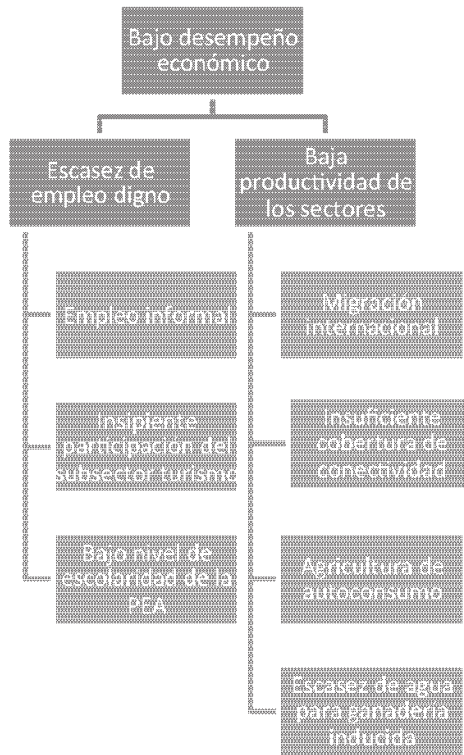 Bajo desempeño
económico
Escasez de
empleo digno
Baja
productividad de
los sectores
Empleo informal
Insipiente
participación del
subsector turismo
Bajo nivel de
escolaridad de la
PEA
Migración
internacional
Insuficiente
cobertura de
conectividad
Agricultura de
autoconsumo
Escasez de agua
para ganadería
inducida